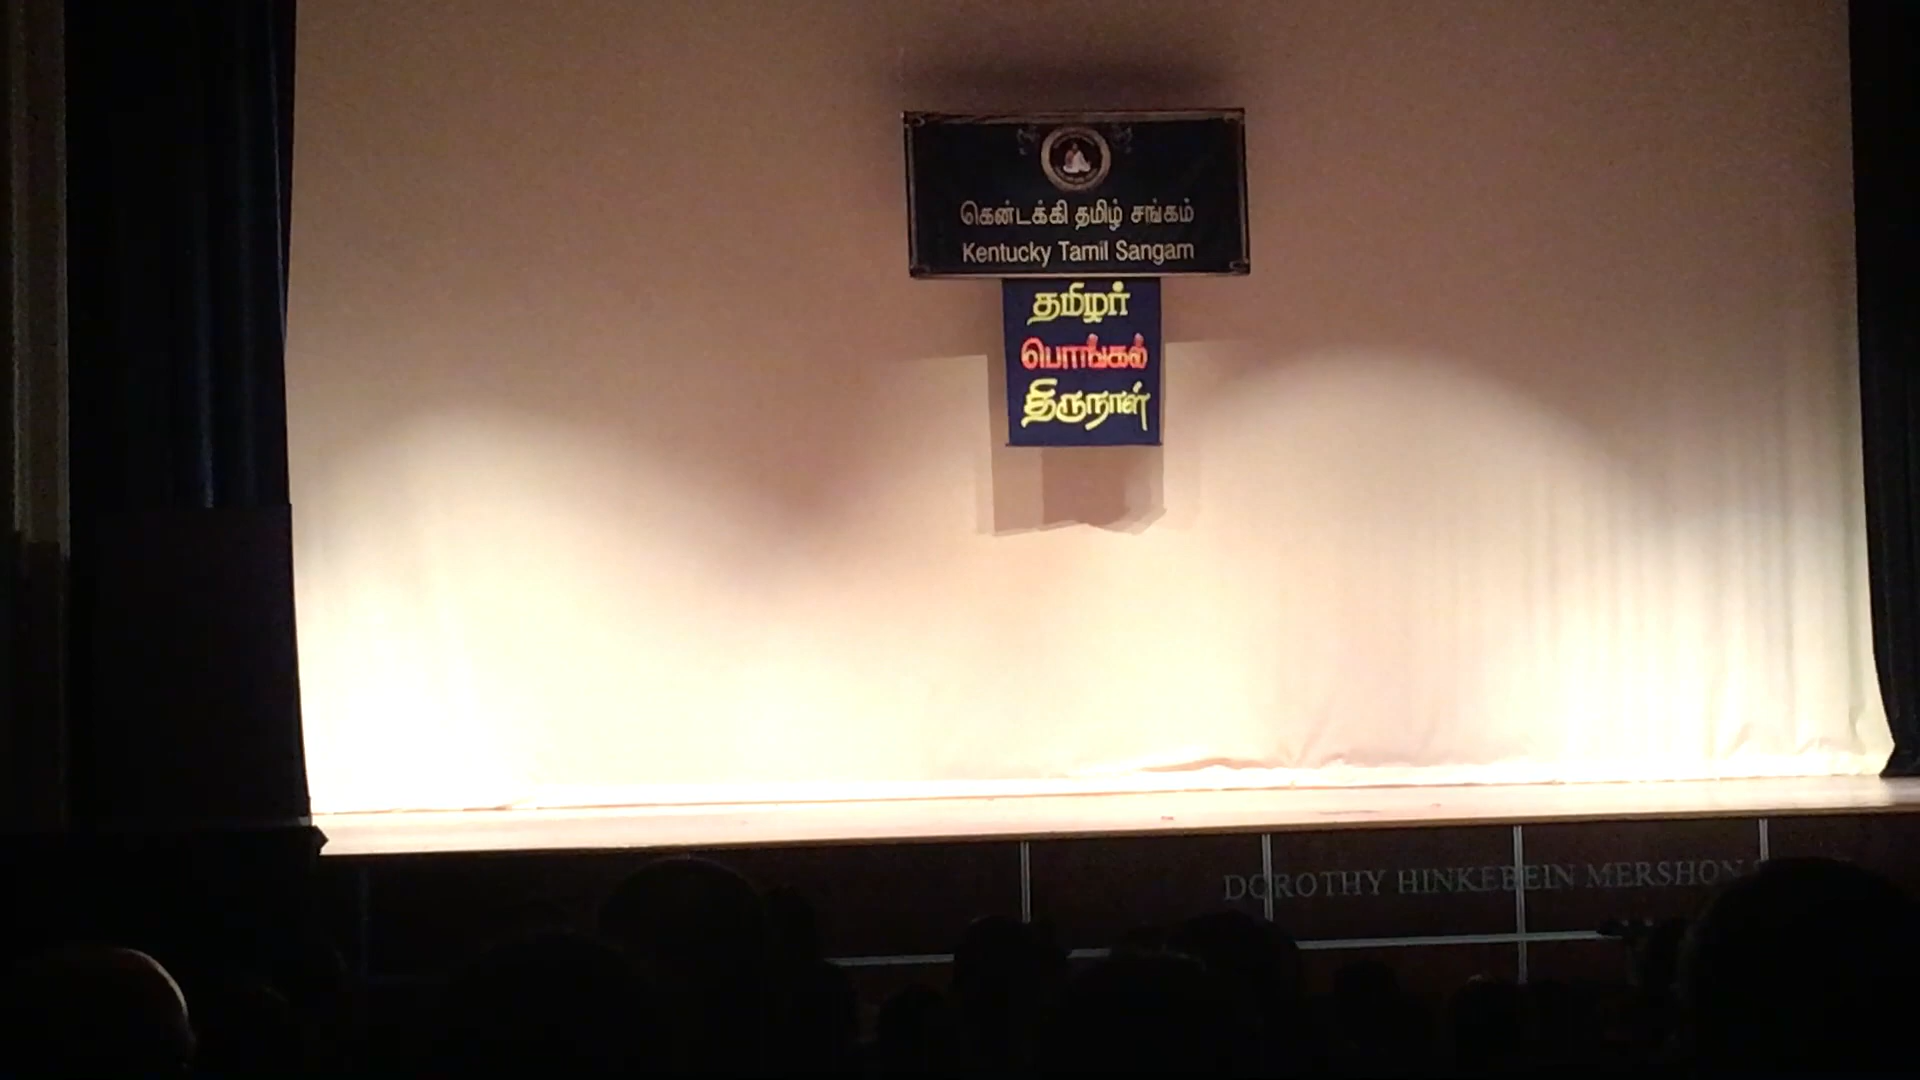 கென்டக்கி தமிழ் சங்கம்
Kentucky Tamil Sangam
தமிழர்
பொங்கல்
திருநாள்
DOROTHY HINKEBEIN MERSHON